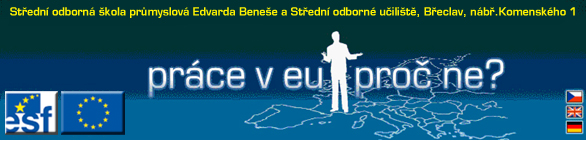 Střední odborná škola průmyslová Edvarda Beneše a Střední odborné učiliště, Břeclav, nábř.Komenského 1
práce v eu proč ne?
esf